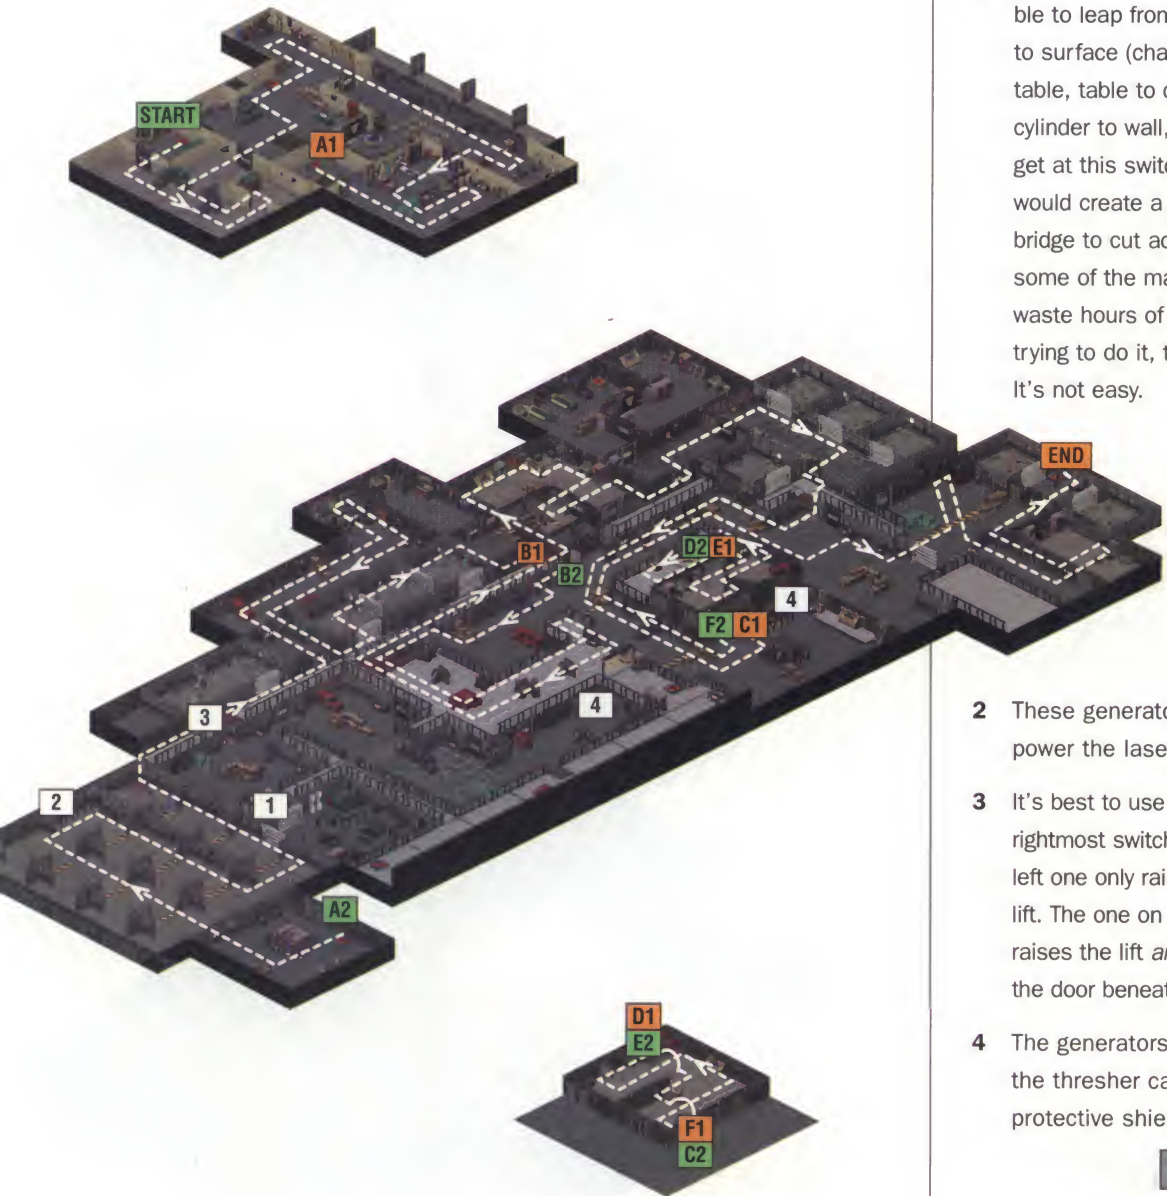 START
A1
END
B1
B2
D2 E1
4
F2 C1
4
3
2
1
A2
D1
E2
F1
C2
ble to leap from
to surface (cha
table, table to
cylinder to wall,
get at this swit
would create a
bridge to cut a
some of the ma
waste hours of
trying to do it, t
It's not easy.
2 These generat
power the lase
3 It's best to use
rightmost switch
left one only rai
lift. The one on
raises the lift a
the door beneat
4 The generators
the thresher ca
protective shie